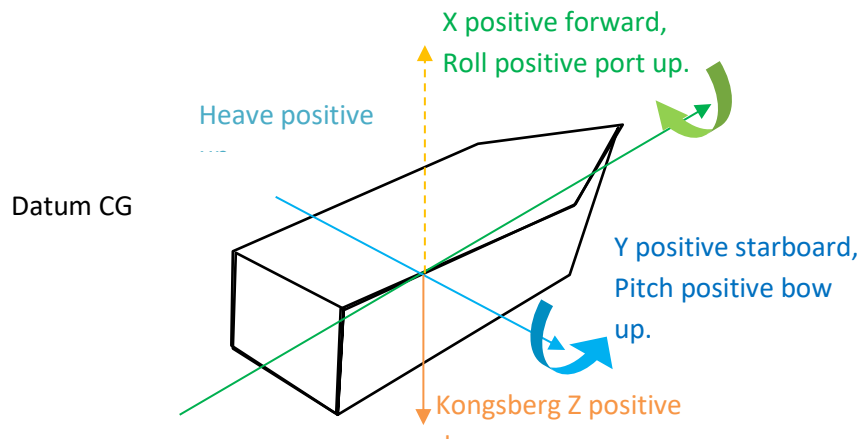 X positive forward,
Roll positive port up.
Heave positive
Datum CG
Y positive starboard,
Pitch positive bow
up.
Kongsberg Z positive